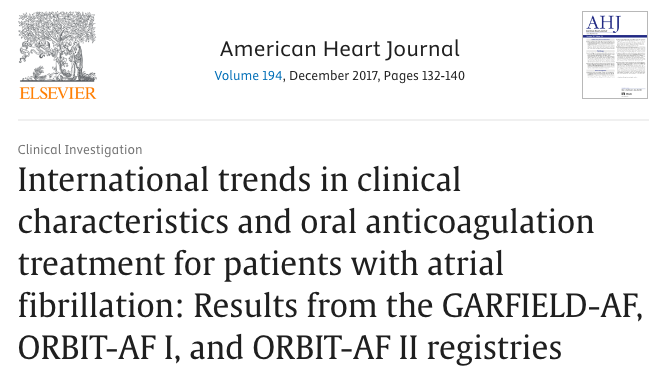 American Heart Journal
Volume 194, December 2017, Pages 132-140
AHJ
ELSEVIER
Clinical Investigation
International trends in clinical
characteristics and oral anticoagulation
treatment for patients with atrial
fibrillation: Results from the GARFIELD-AF,
ORBIT-AF I, and ORBIT-AF II registries